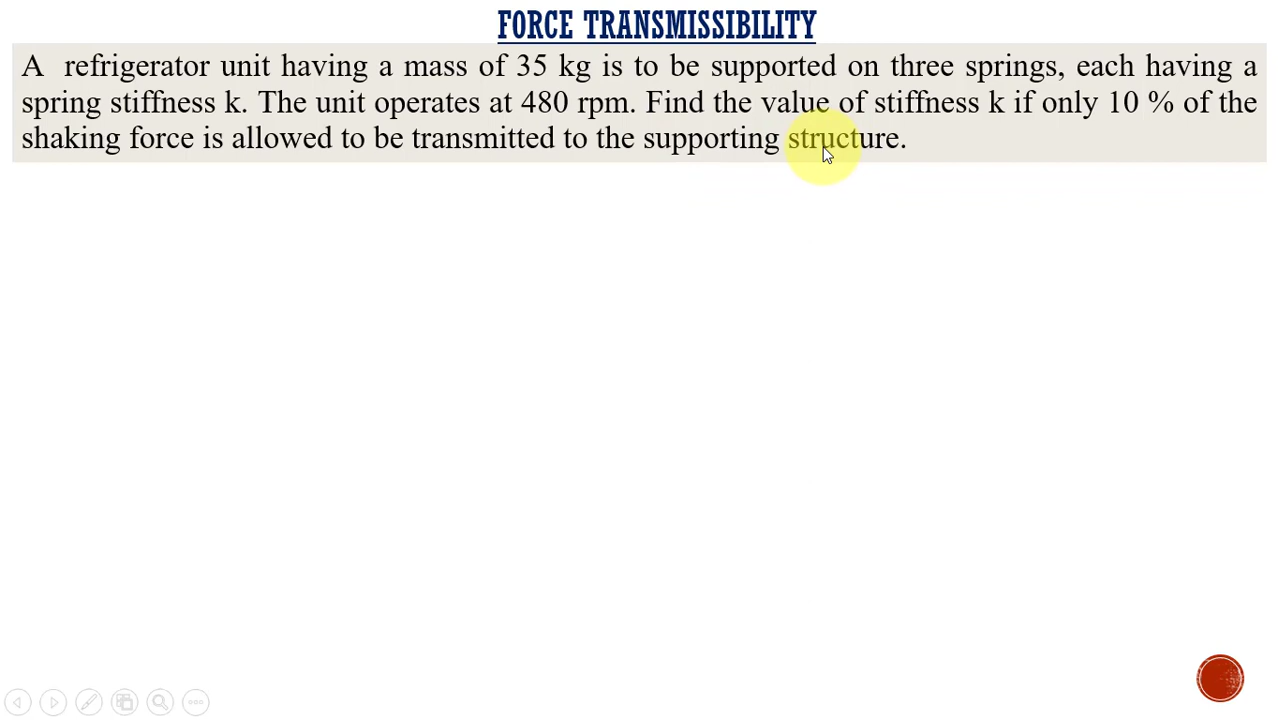 FORCE TRANSMISSIBILITY
A refrigerator unit having a mass of 35 kg is to be supported on three springs, each having a
spring stiffness k. The unit operates at 480 rpm. Find the value of stiffness k if only 10 % of the
shaking force is allowed to be transmitted to the supporting structure.